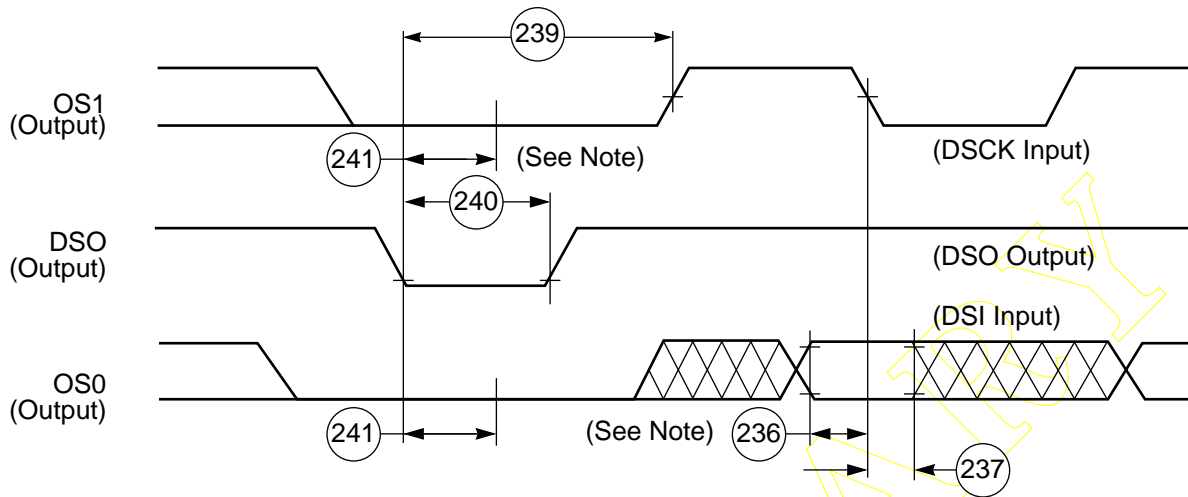 239
OS1
(Output)
241
(See Note)
(DSCK Input)
240
DSO
(Output)
(DSO Output)
(DSI Input)
OS0
(Output)
241
(See Note)
236
237